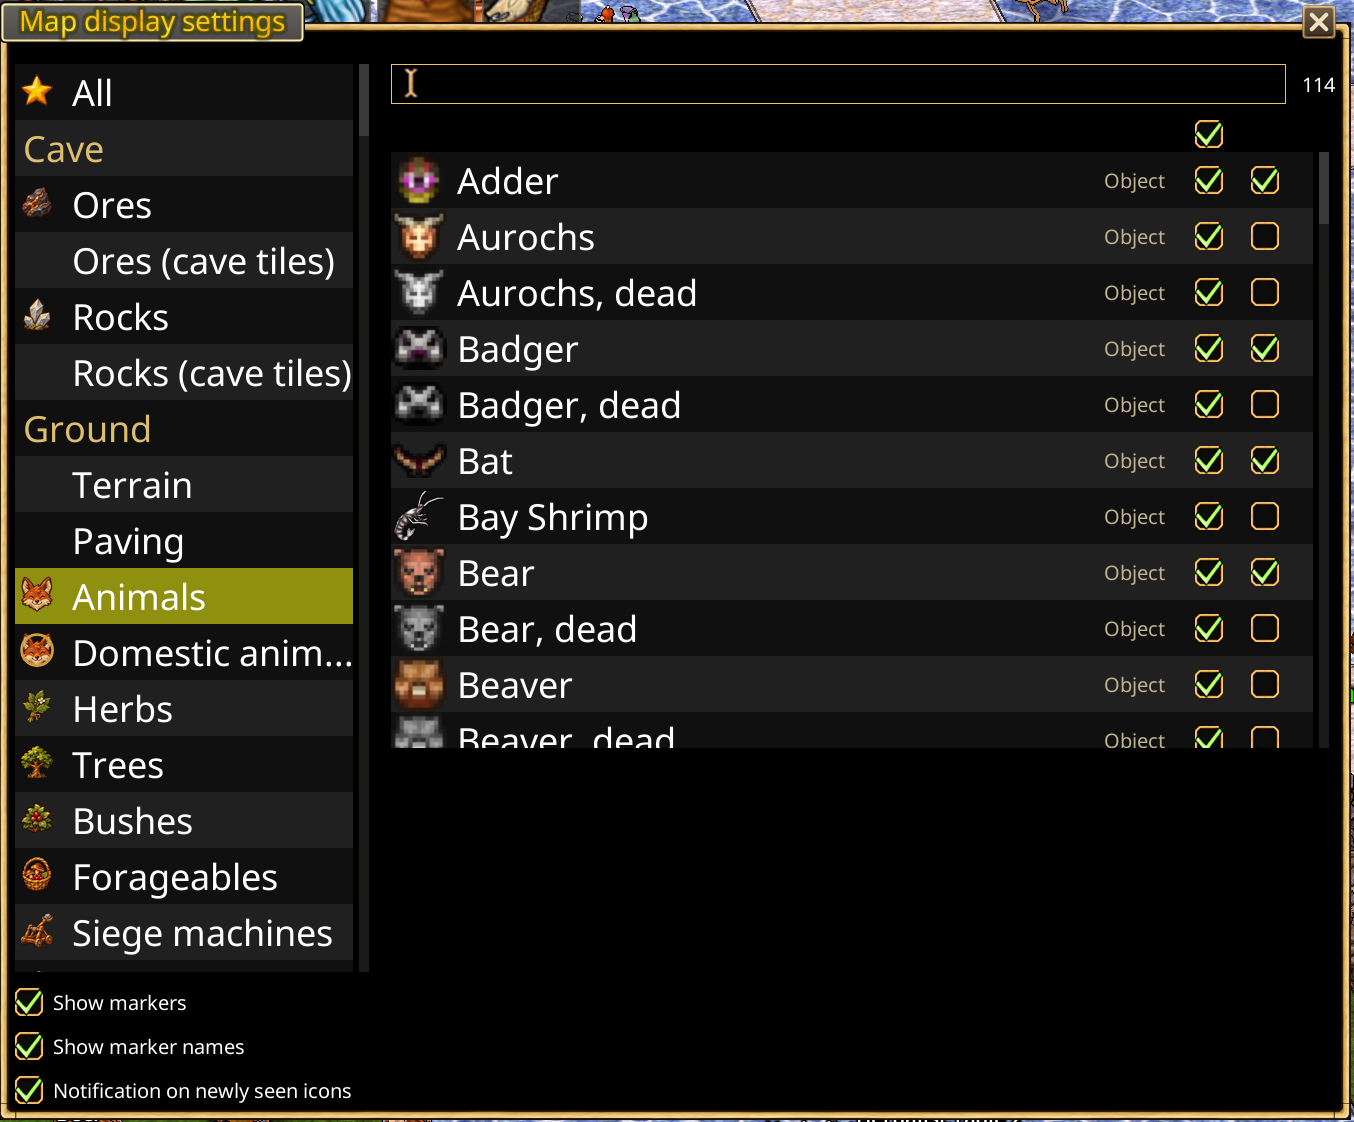 Map display settings
All
Cave
Ores
Ores (cave tiles)
Rocks
Rocks (cave tiles)
Ground
Terrain
Paving
Animals
Domestic anim...
Herbs
Trees
Bushes
Forageables
Siege machines
Show markers
Show marker names
Notification on newly seen icons
114
Adder Object
Aurochs Object
Aurochs, dead Object
Badger Object
Badger, dead Object
Bat Object
Bay Shrimp Object
Bear Object
Bear, dead Object
Beaver Object
Beaver, dead Object